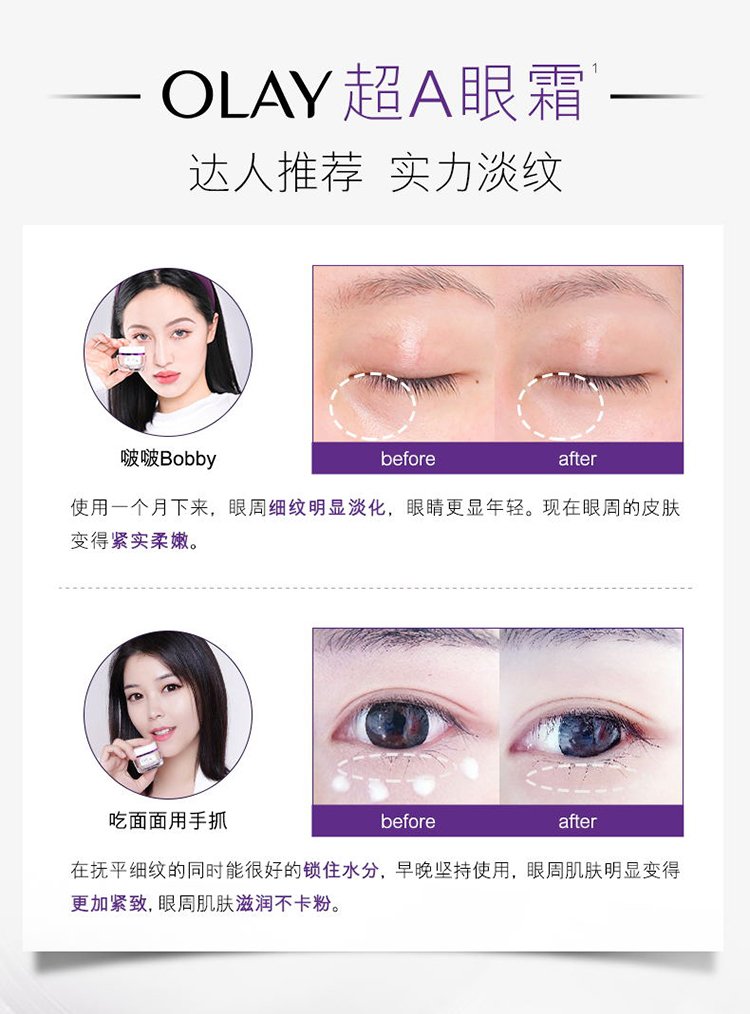 OLAY 超A眼霜¹
达人推荐 实力淡纹
啵啵Bobby
before
after
使用一个月下来，眼周细纹明显淡化，眼睛更显年轻。现在眼周的皮肤
变得紧实柔嫩。
吃面面用手抓
before
after
在抚平细纹的同时能很好的锁住水分，早晚坚持使用，眼周肌肤明显变得
更加紧致,眼周肌肤滋润不卡粉。